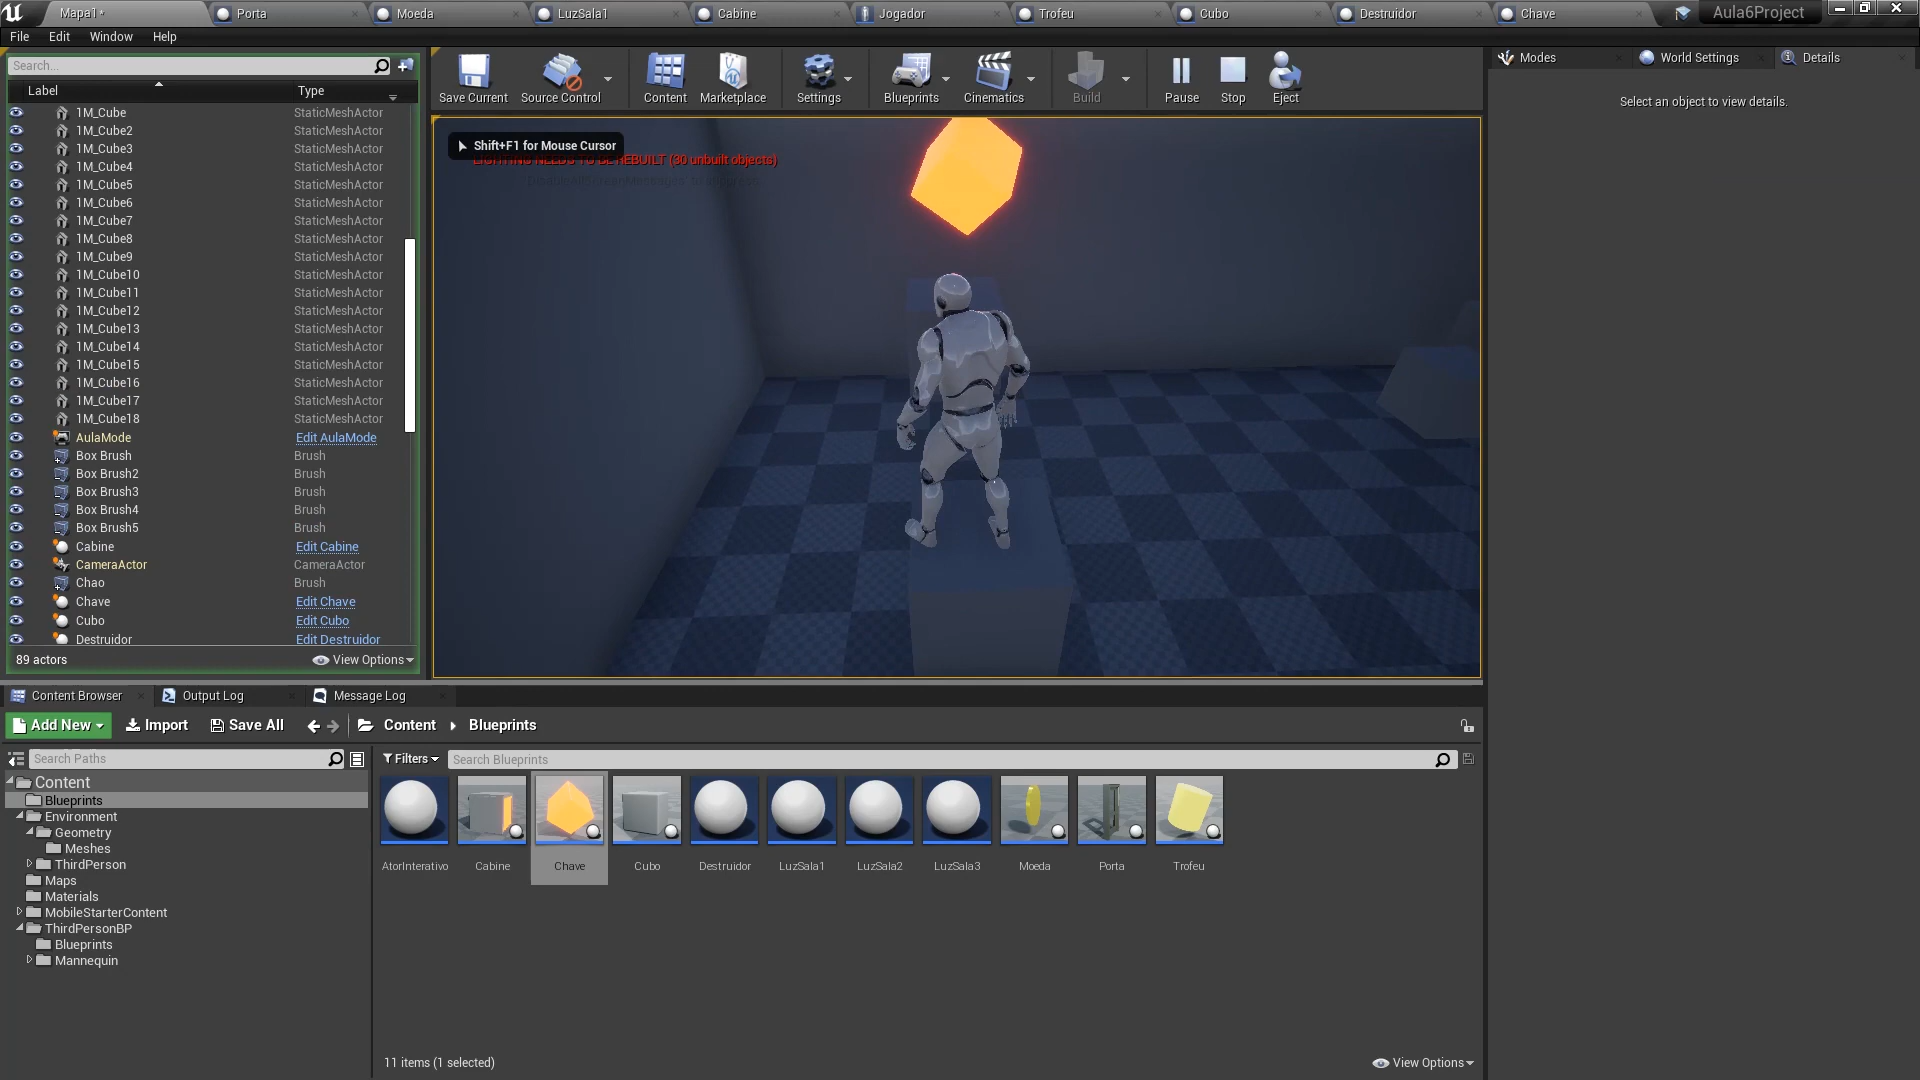 Mapa1*
Porta
Moeda
LuzSala1
Cabine
Jogador
Trofeu
Cubo
Destruidor
Chave
Aula6Project
File
Edit
Window
Help
Search...
Label
Type
1M_Cube StaticMeshActor
1M_Cube2 StaticMeshActor
1M_Cube3 StaticMeshActor
1M_Cube4 StaticMeshActor
1M_Cube5 StaticMeshActor
1M_Cube6 StaticMeshActor
1M_Cube7 StaticMeshActor
1M_Cube8 StaticMeshActor
1M_Cube9 StaticMeshActor
1M_Cube10 StaticMeshActor
1M_Cube11 StaticMeshActor
1M_Cube12 StaticMeshActor
1M_Cube13 StaticMeshActor
1M_Cube14 StaticMeshActor
1M_Cube15 StaticMeshActor
1M_Cube16 StaticMeshActor
1M_Cube17 StaticMeshActor
1M_Cube18 StaticMeshActor
AulaMode Edit AulaMode
Box Brush Brush
Box Brush2 Brush
Box Brush3 Brush
Box Brush4 Brush
Box Brush5 Brush
Cabine Edit Cabine
CameraActor CameraActor
Chao Brush
Chave Edit Chave
Cubo Edit Cubo
Destruidor Edit Destruidor
89 actors
View Options
Save Current
Source Control
Content
Marketplace
Settings
Blueprints
Cinematics
Build
Pause
Stop
Eject
Shift+F1 for Mouse Cursor
LIGHTING NEEDS TO BE REBUILT (30 unbuilt objects)
Modes
World Settings
Details
Select an object to view details.
Content Browser
Output Log
Message Log
Add New
Import
Save All
Content
Blueprints
Search Paths
Content
Blueprints
Environment
Geometry
Meshes
ThirdPerson
Maps
Materials
MobileStarterContent
ThirdPersonBP
Blueprints
Mannequin
Filters
Search Blueprints
AtorInterativo
Cabine
Chave
Cubo
Destruidor
LuzSala1
LuzSala2
LuzSala3
Moeda
Porta
Trofeu
11 items (1 selected)
View Options